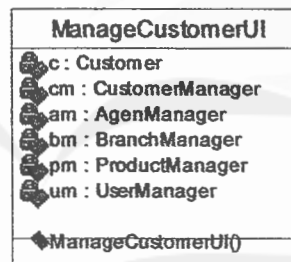 ManageCustomerUI
c : Customer
cm : CustomerManager
am : AgenManager
bm : BranchManager
pm : ProductManager
um : UserManager
ManageCustomerUI()